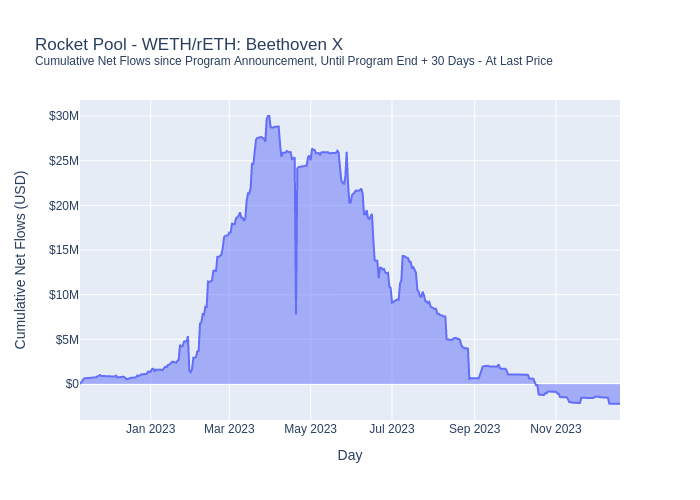 Rocket Pool - WETH/rETH: Beethoven X
Cumulative Net Flows since Program Announcement, Until Program End + 30 Days - At Last Price
$30M
$25M
$20M
$15M
$10M
$5M
$0
Cumulative Net Flows (USD)
Jan 2023
Mar 2023
May 2023
Jul 2023
Sep 2023
Nov 2023
Day